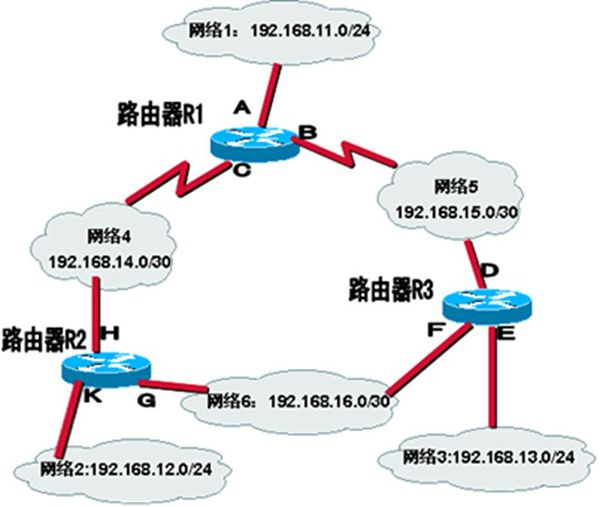 网络1：192.168.11.0/24
路由器R1
A
B
C
网络5
192.168.15.0/30
网络4
192.168.14.0/30
D
路由器R3
F
E
路由器R2
H
K
G
网络6：192.168.16.0/30
网络2:192.168.12.0/24
网络3:192.168.13.0/24